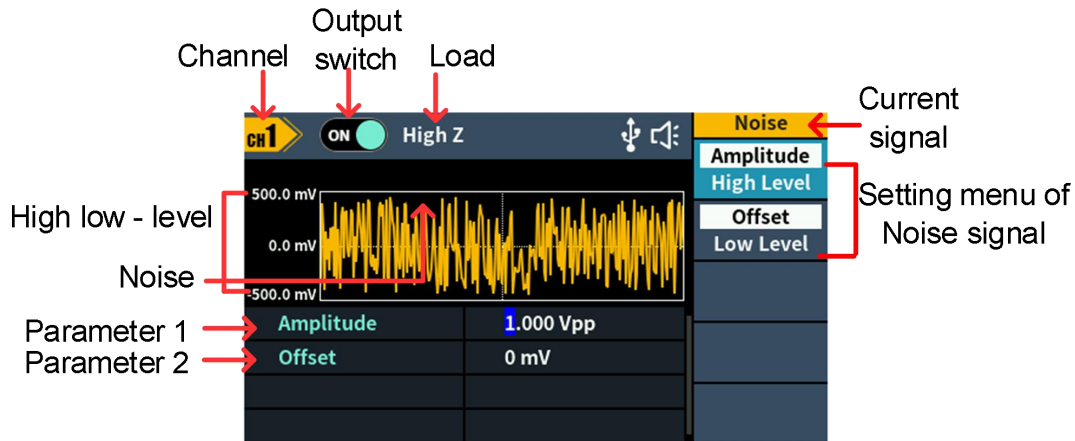 Output
switch
Channel
Load
Current
signal
CH1
ON
High Z
Noise
Amplitude
High Level
Offset
Low Level
Setting menu of
Noise signal
High low - level
500.0 mV
0.0 mV
-500.0 mV
Noise
Parameter 1
Amplitude
1.000 Vpp
Parameter 2
Offset
0 mV